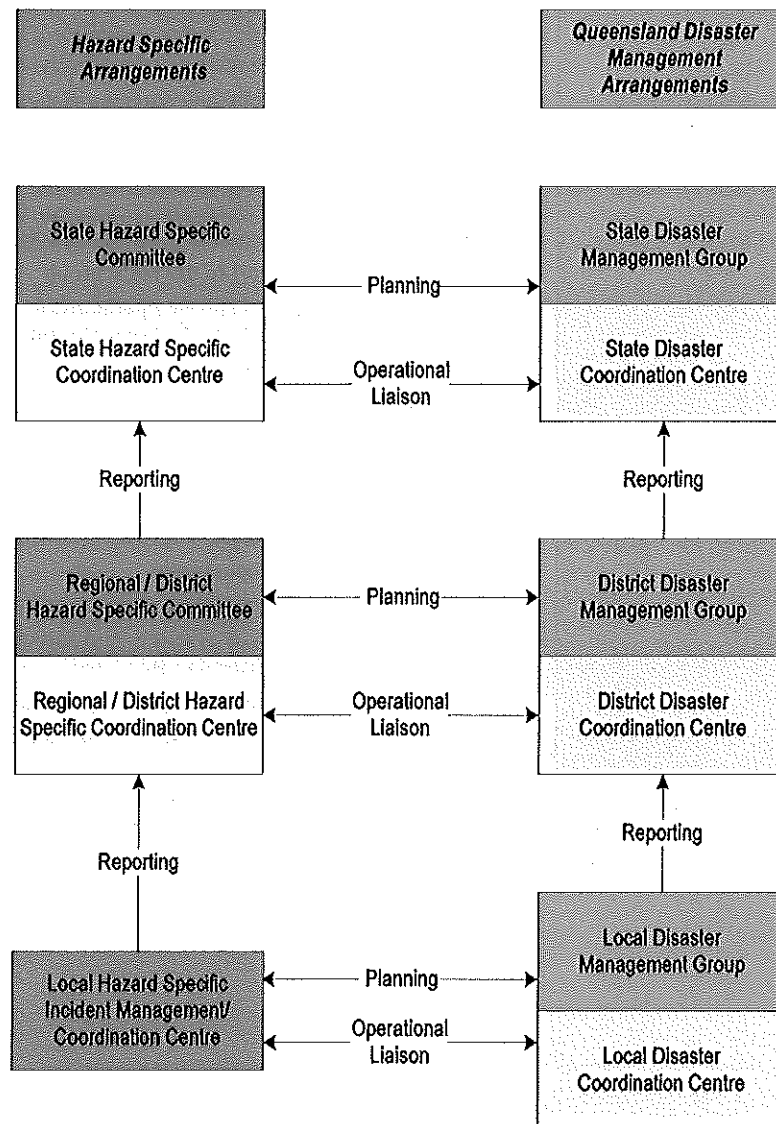 Hazard Specific
Arrangements
Queensland Disaster
Management
Arrangements
State Hazard Specific
Committee
Planning
State Disaster
Management Group
State Hazard Specific
Coordination Centre
Operational
Liaison
State Disaster
Coordination Centre
Reporting
Reporting
Regional / District
Hazard Specific Committee
Planning
District Disaster
Management Group
Regional / District Hazard
Specific Coordination Centre
Operational
Liaison
District Disaster
Coordination Centre
Reporting
Reporting
Local Hazard Specific
Incident Management/
Coordination Centre
Planning
Operational
Liaison
Local Disaster
Management Group
Local Disaster
Coordination Centre